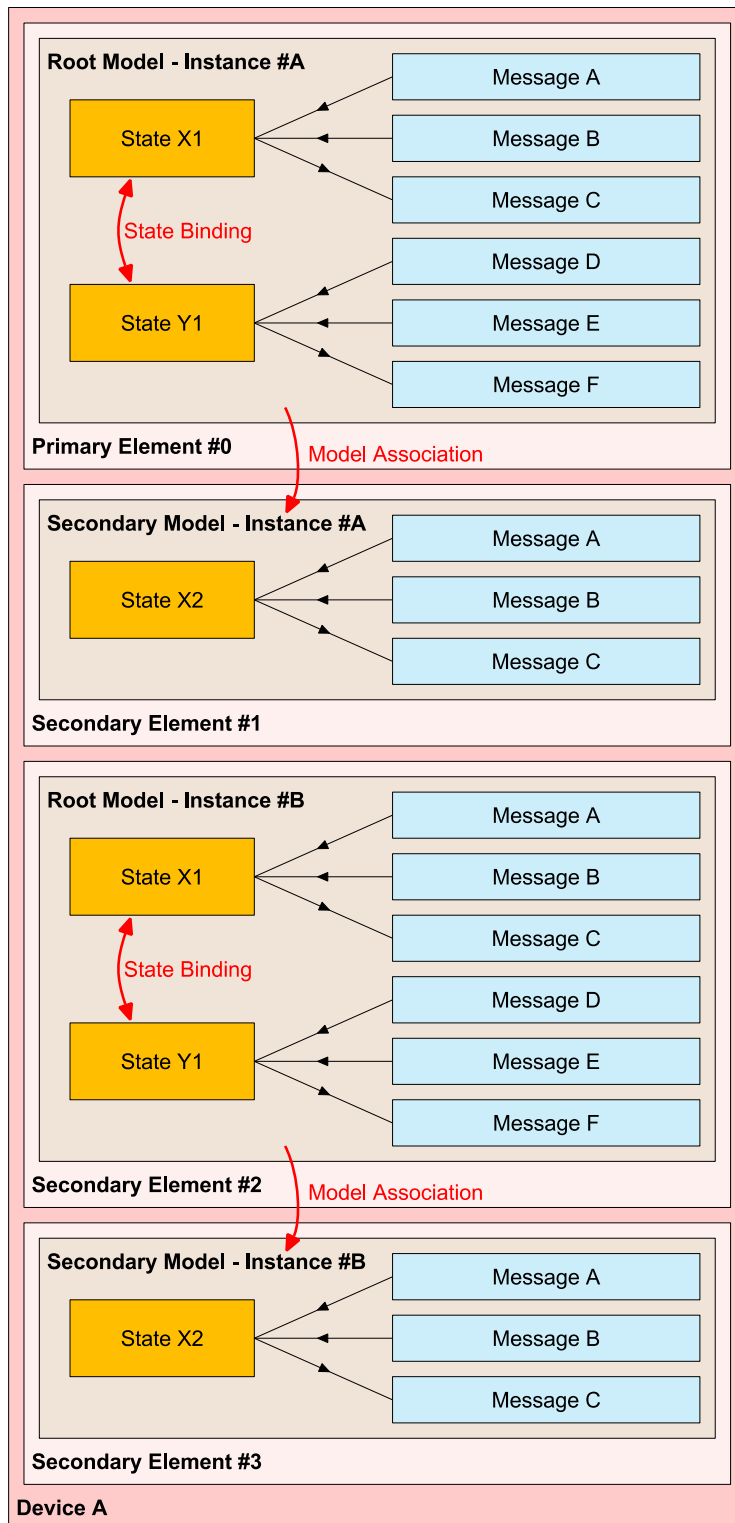 Root Model - Instance #A
Message A
State X1
Message B
Message C
State Binding
Message D
State Y1
Message E
Message F
Primary Element #0
Model Association
Secondary Model - Instance #A
Message A
State X2
Message B
Message C
Secondary Element #1
Root Model - Instance #B
Message A
State X1
Message B
Message C
State Binding
Message D
State Y1
Message E
Message F
Secondary Element #2
Model Association
Secondary Model - Instance #B
Message A
State X2
Message B
Message C
Secondary Element #3
Device A